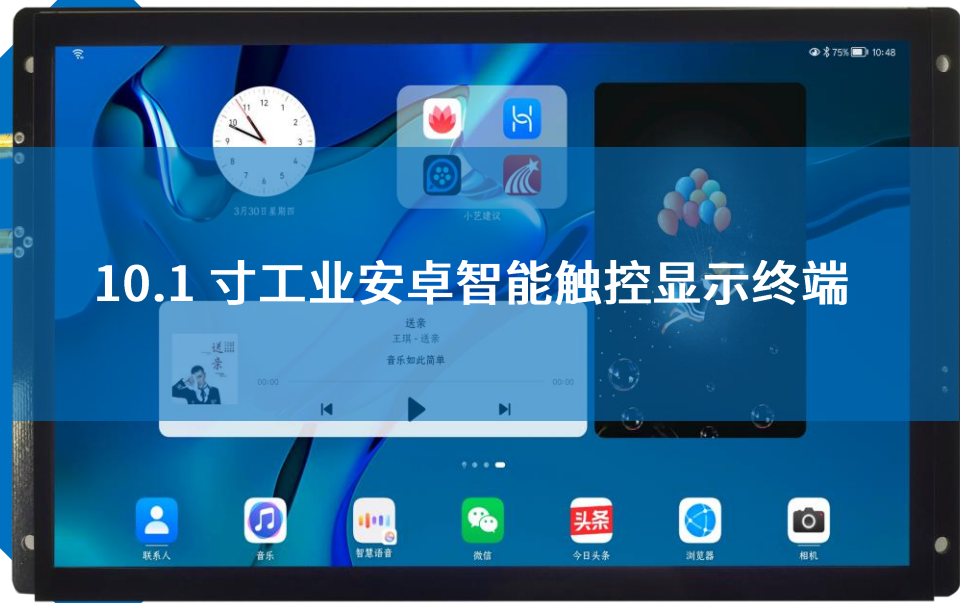 75% 10:48
12
11 1
10 2
9 3
8 4
7 5
6
3月30日星期四
小艺建议
10.1 寸工业安卓智能触控显示终端
送亲
王琪 - 送亲
音乐如此简单
送
亲
00:00 00:00
头条
联系人 音乐 智慧语音 微信 今日头条 浏览器 相机